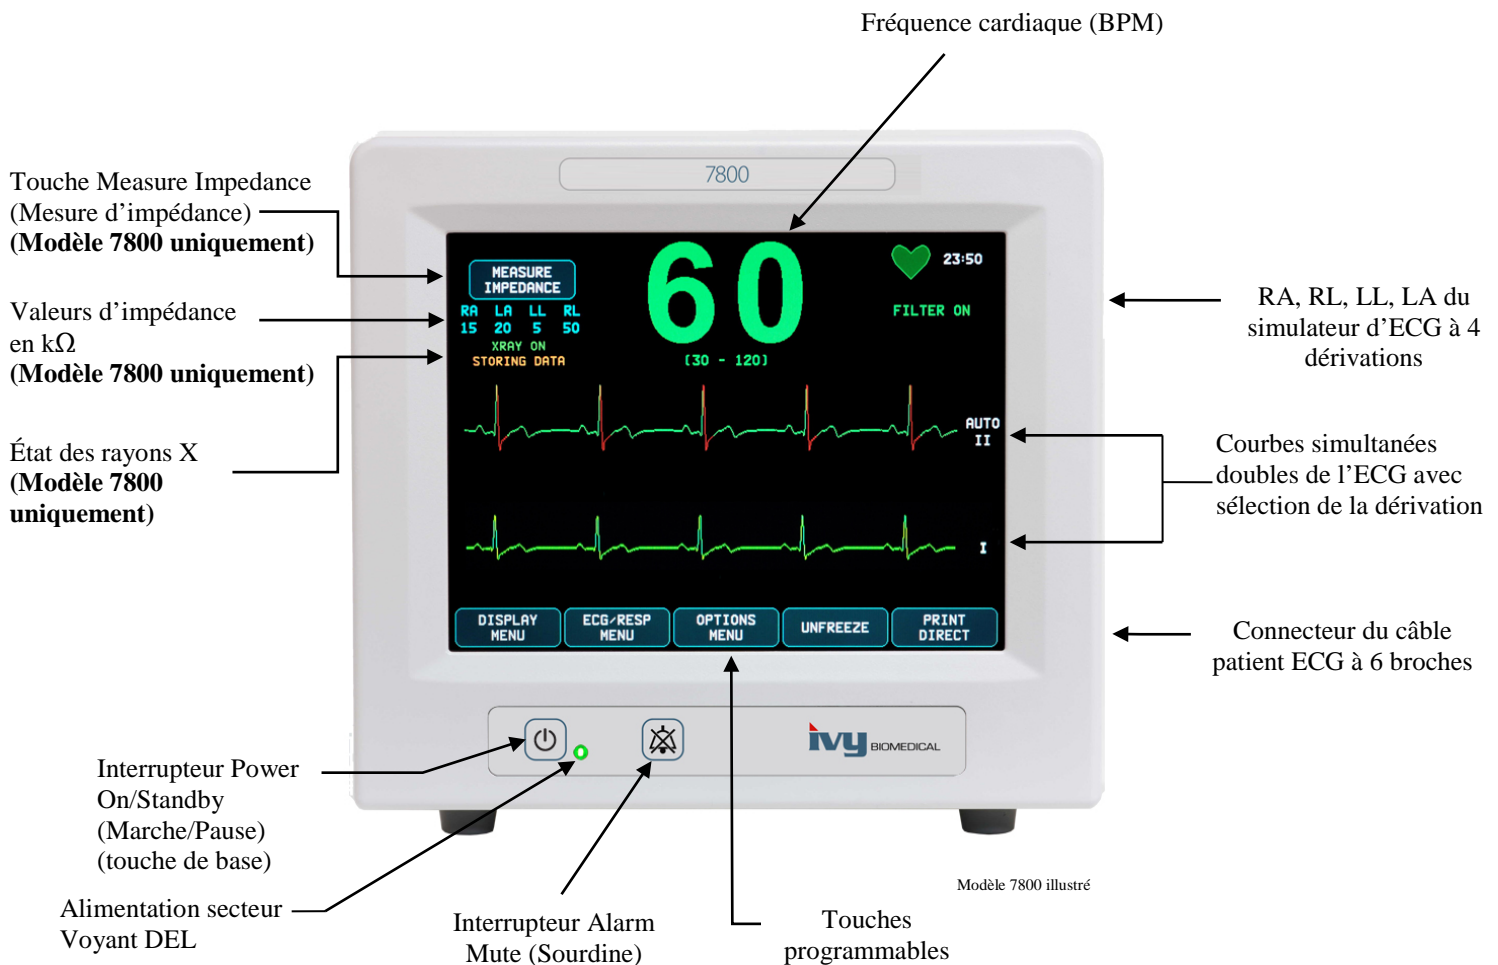 Fréquence cardiaque (BPM)
7800
Touche Measure Impedance
(Mesure d’impédance)
(Modèle 7800 uniquement)
Valeurs d’impédance
en kΩ
(Modèle 7800 uniquement)
État des rayons X
(Modèle 7800
uniquement)
MEASURE
IMPEDANCE
RA LA LL RL
15 20 5 50
XRAY ON
STORING DATA
60
(30 - 120)
23:50
FILTER ON
AUTO
II
I
DISPLAY
MENU
ECG/RESP
MENU
OPTIONS
MENU
UNFREEZE
PRINT
DIRECT
RA, RL, LL, LA du
simulateur d’ECG à 4
dérivations
Courbes simultanées
doubles de l’ECG avec
sélection de la dérivation
Connecteur du câble
patient ECG à 6 broches
ivy BIOMEDICAL
Interrupteur Power
On/Standby
(Marche/Pause)
(touche de base)
Alimentation secteur
Voyant DEL
Interrupteur Alarm
Mute (Sourdine)
Touches
programmables
Modèle 7800 illustré